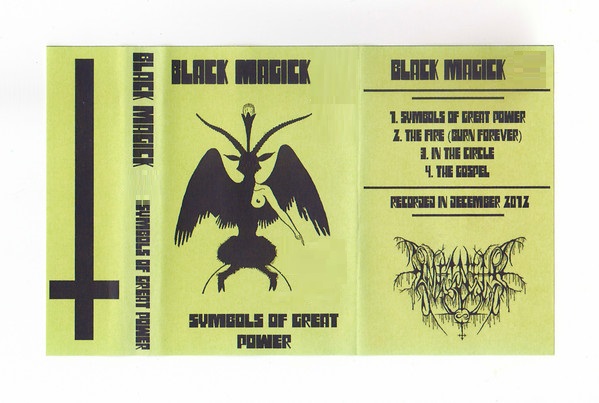 BLACK MAGICK
SYMBOLS OF GREAT POWER
BLACK MAGICK
SYMBOLS OF GREAT
POWER
BLACK MAGICK
1. SYMBOLS OF GREAT POWER
2. THE FIRE (BURN FOREVER)
3. IN THE CIRCLE
4. THE GOSPEL
RECORDED IN DECEMBER 2012